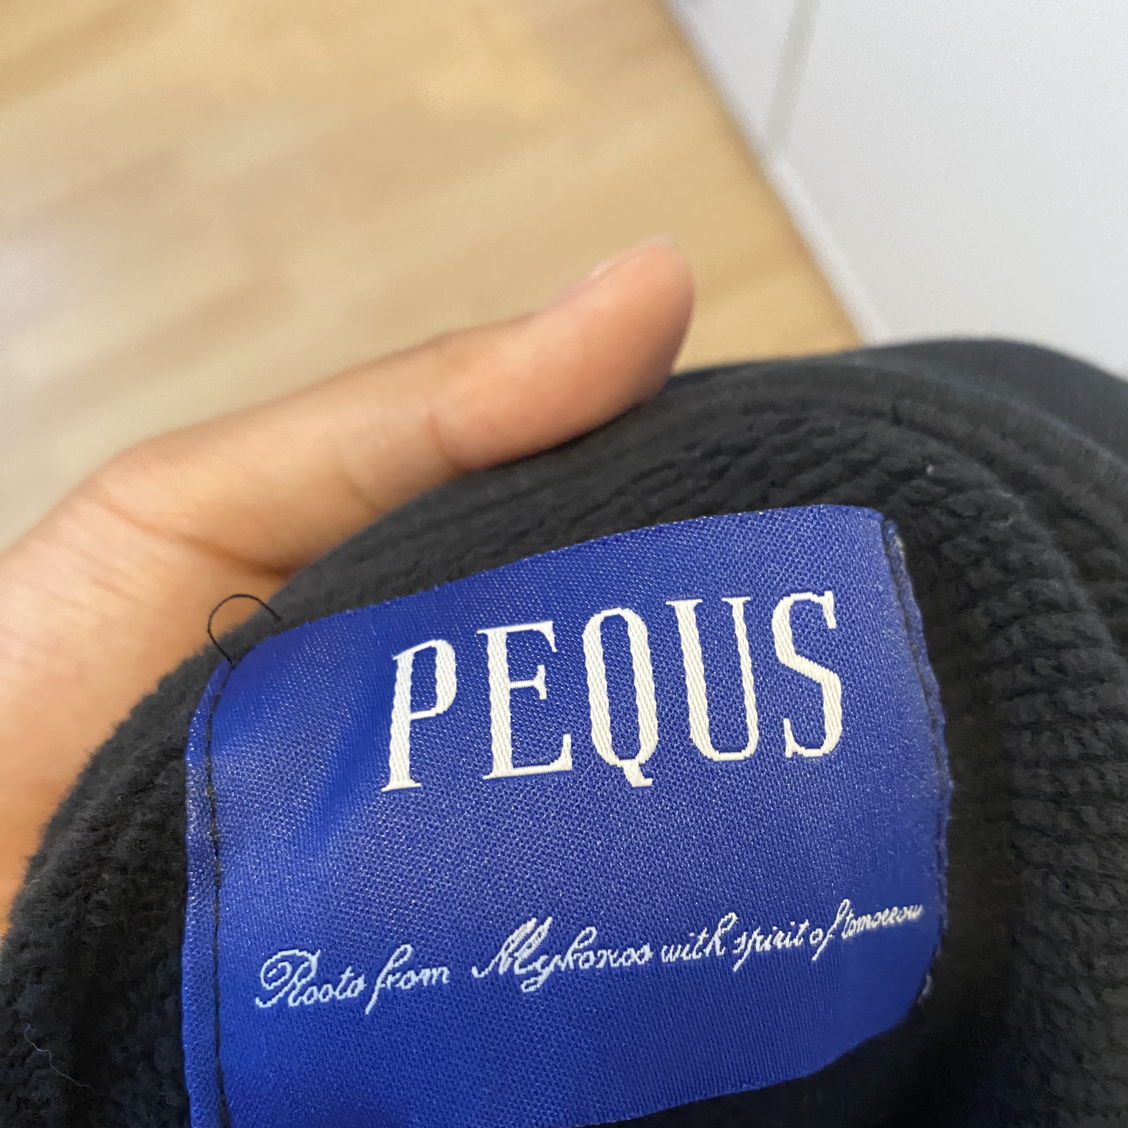 PEQUS
Roots from Mykonos with spirit of tomorrow